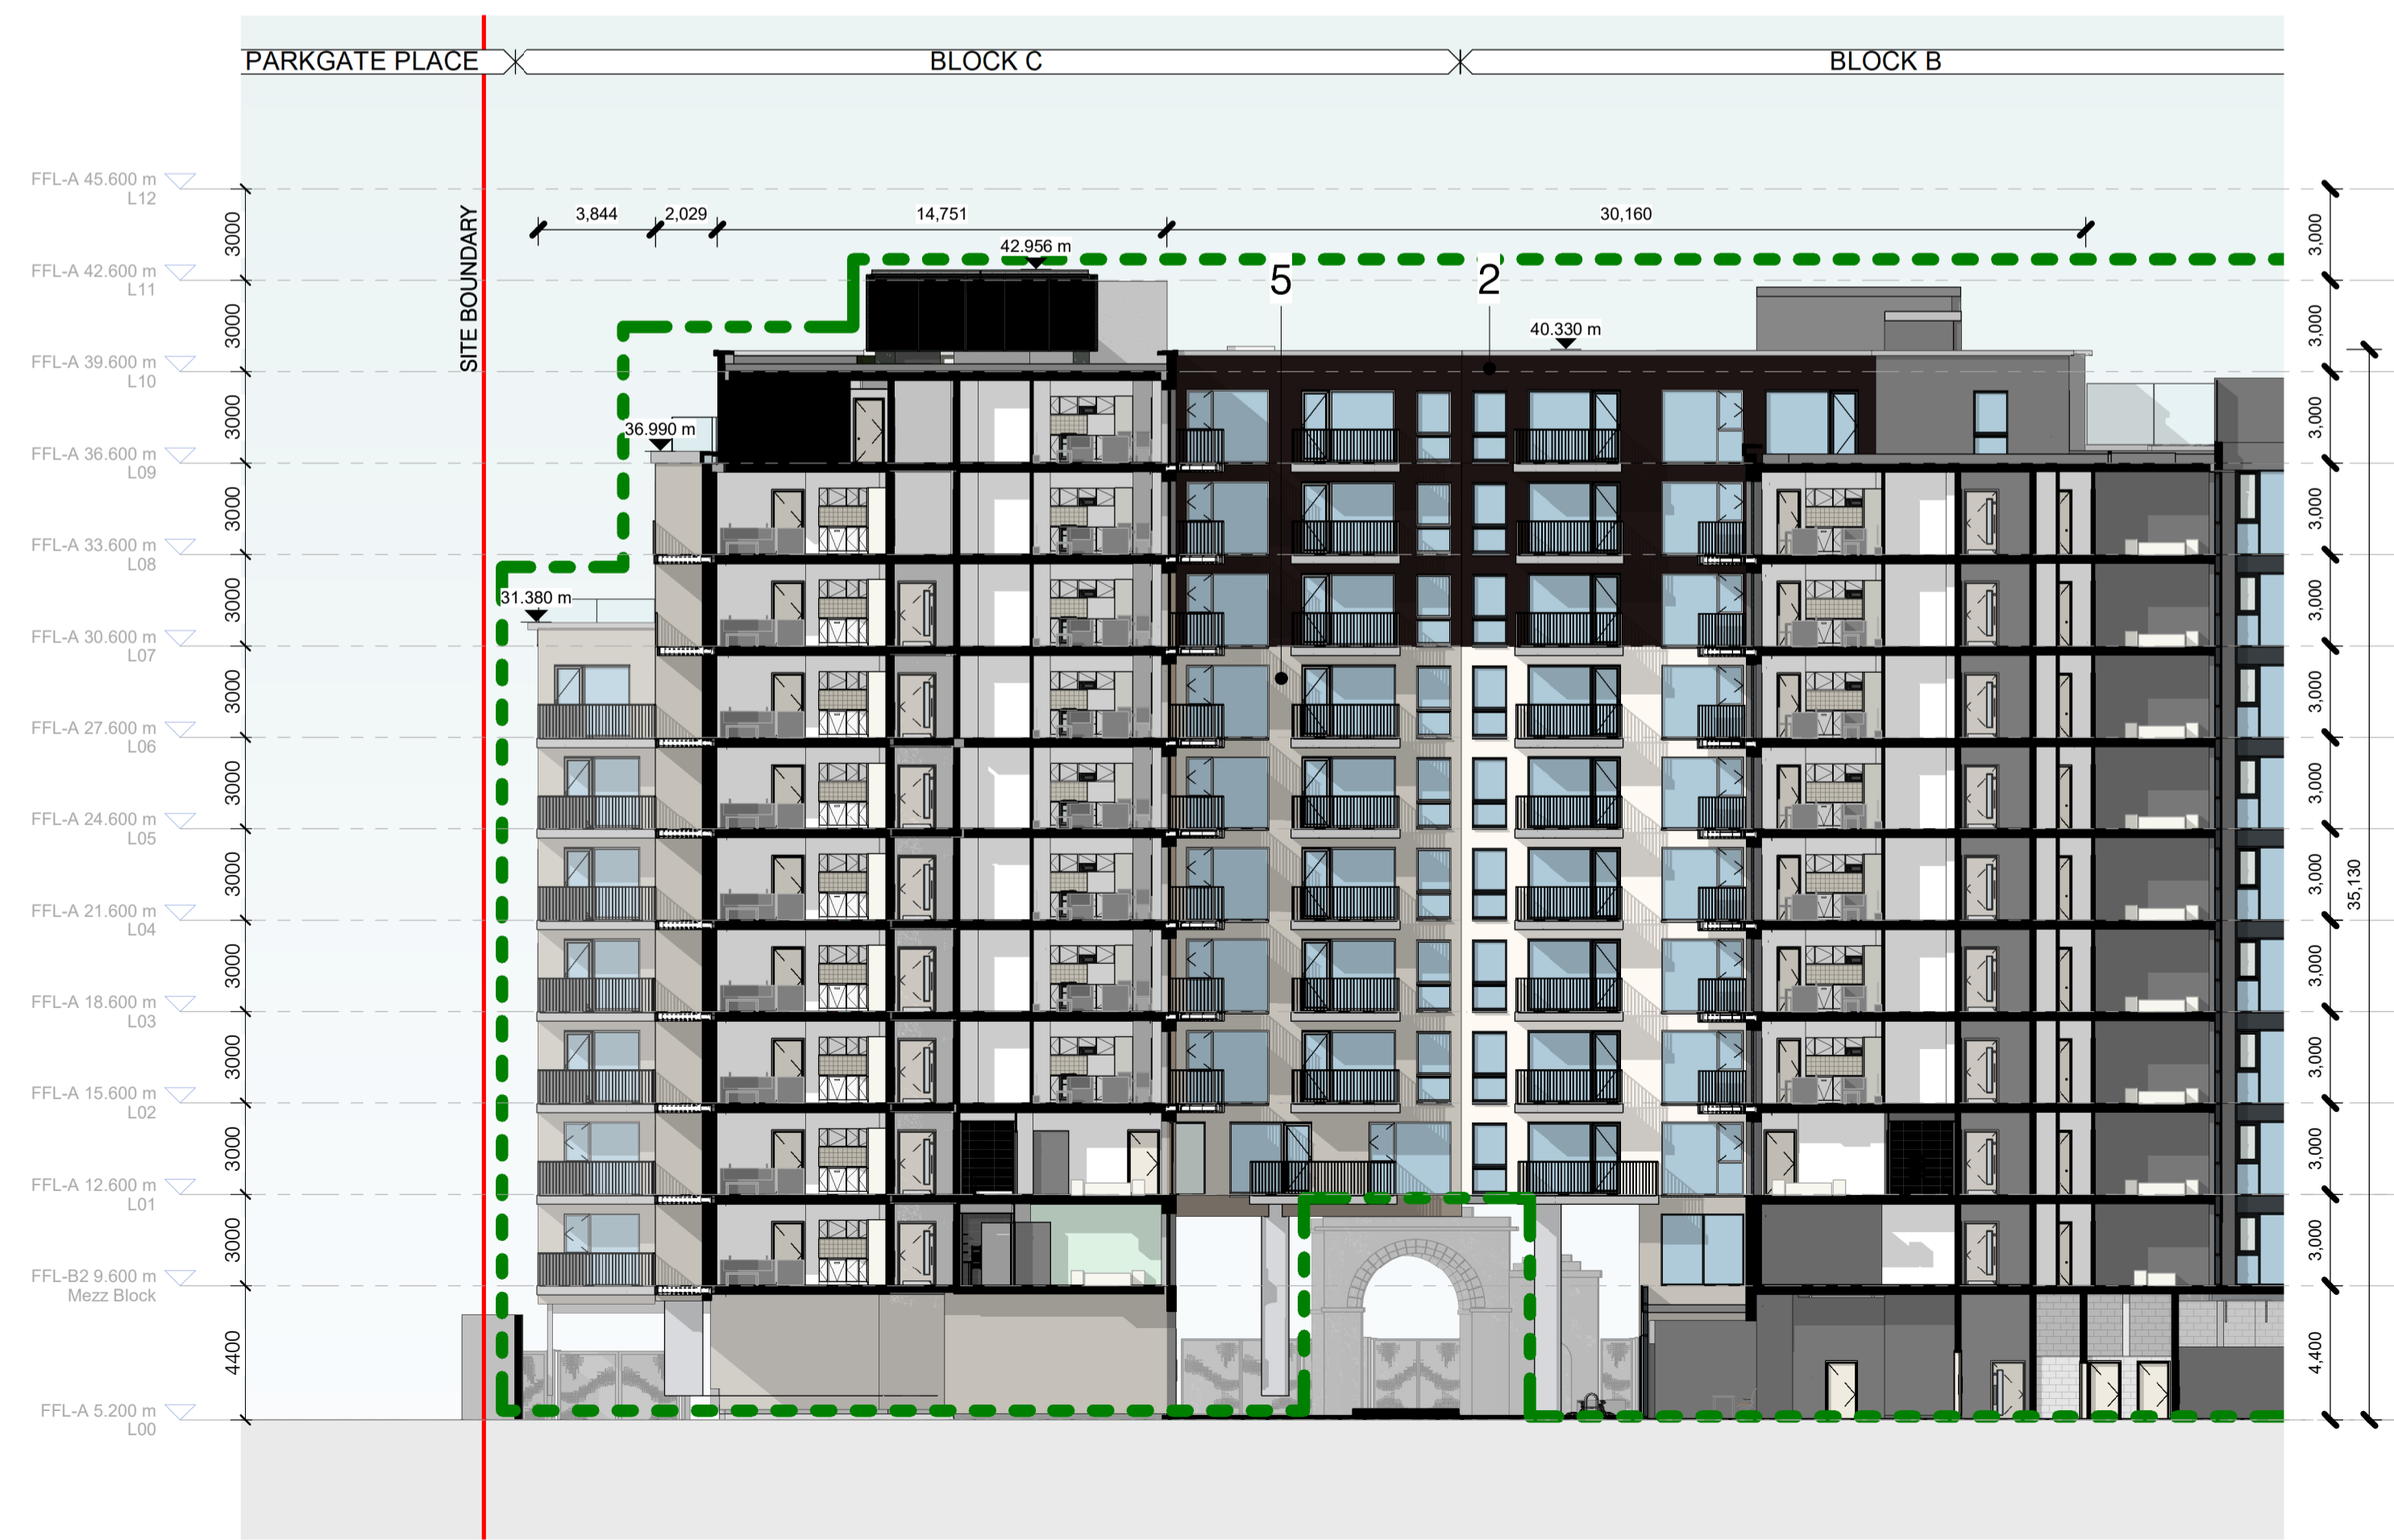 PARKGATE PLACE
BLOCK C
BLOCK B
SITE BOUNDARY
FFL-A 45.600 m
L12
FFL-A 42.600 m
L11
FFL-A 39.600 m
L10
FFL-A 36.600 m
L09
FFL-A 33.600 m
L08
FFL-A 30.600 m
L07
FFL-A 27.600 m
L06
FFL-A 24.600 m
L05
FFL-A 21.600 m
L04
FFL-A 18.600 m
L03
FFL-A 15.600 m
L02
FFL-A 12.600 m
L01
FFL-B2 9.600 m
Mezz Block
FFL-A 5.200 m
L00
3000
3000
3000
3000
3000
3000
3000
3000
3000
3000
3000
3000
4400
3,844
2,029
14,751
30,160
42.956 m
5
2
40.330 m
36.990 m
31.380 m
3,000
3,000
3,000
3,000
3,000
3,000
3,000
3,000
3,000
3,000
3,000
3,000
4,400
35,130